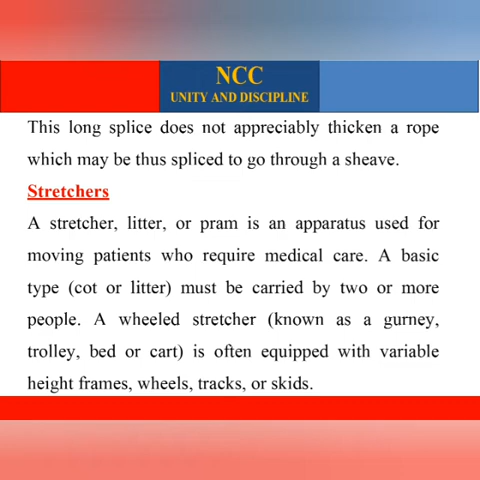 NCC
UNITY AND DISCIPLINE
This long splice does not appreciably thicken a rope
which may be thus spliced to go through a sheave.
Stretchers
A stretcher, litter, or pram is an apparatus used for
moving patients who require medical care. A basic
type (cot or litter) must be carried by two or more
people. A wheeled stretcher (known as a gurney,
trolley, bed or cart) is often equipped with variable
height frames, wheels, tracks, or skids.